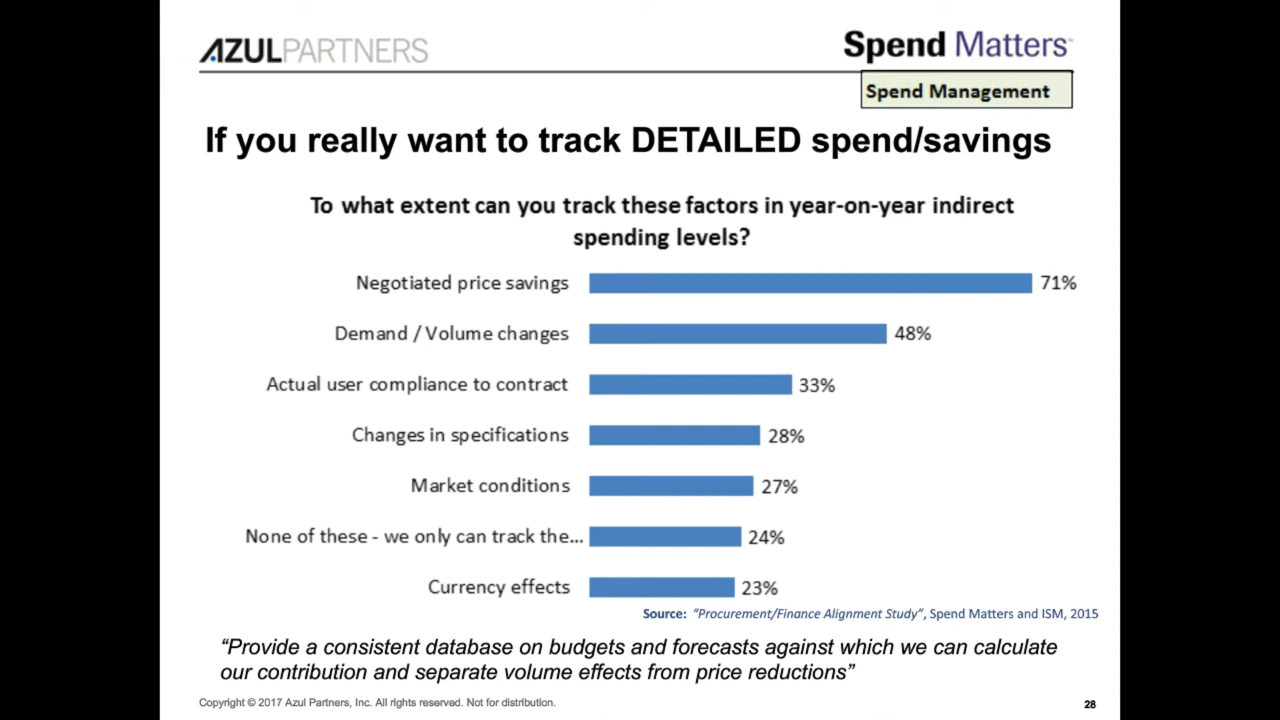 AZULPARTNERS
Spend Matters™
Spend Management
If you really want to track DETAILED spend/savings
To what extent can you track these factors in year-on-year indirect
spending levels?
Negotiated price savings 71%
Demand / Volume changes 48%
Actual user compliance to contract 33%
Changes in specifications 28%
Market conditions 27%
None of these - we only can track the... 24%
Currency effects 23%
Source: “Procurement/Finance Alignment Study”, Spend Matters and ISM, 2015
“Provide a consistent database on budgets and forecasts against which we can calculate
our contribution and separate volume effects from price reductions”
Copyright © 2017 Azul Partners, Inc. All rights reserved. Not for distribution.
28